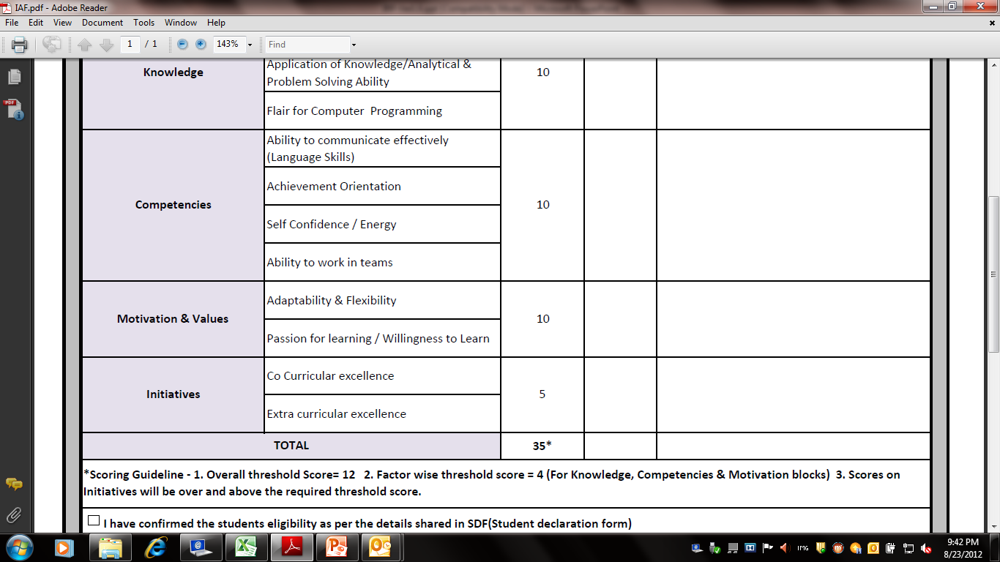 IAF.pdf - Adobe Reader
File Edit View Document Tools Window Help
1 / 1 143% Find
Knowledge
Application of Knowledge/Analytical &
Problem Solving Ability
10
Flair for Computer Programming
Competencies
Ability to communicate effectively
(Language Skills)
Achievement Orientation
Self Confidence / Energy
Ability to work in teams
10
Motivation & Values
Adaptability & Flexibility
Passion for learning / Willingness to Learn
10
Initiatives
Co Curricular excellence
Extra curricular excellence
5
TOTAL 35*
*Scoring Guideline - 1. Overall threshold Score= 12 2. Factor wise threshold score = 4 (For Knowledge, Competencies & Motivation blocks) 3. Scores on
Initiatives will be over and above the required threshold score.
I have confirmed the students eligibility as per the details shared in SDF(Student declaration form)
IMG
9:42 PM
8/23/2012